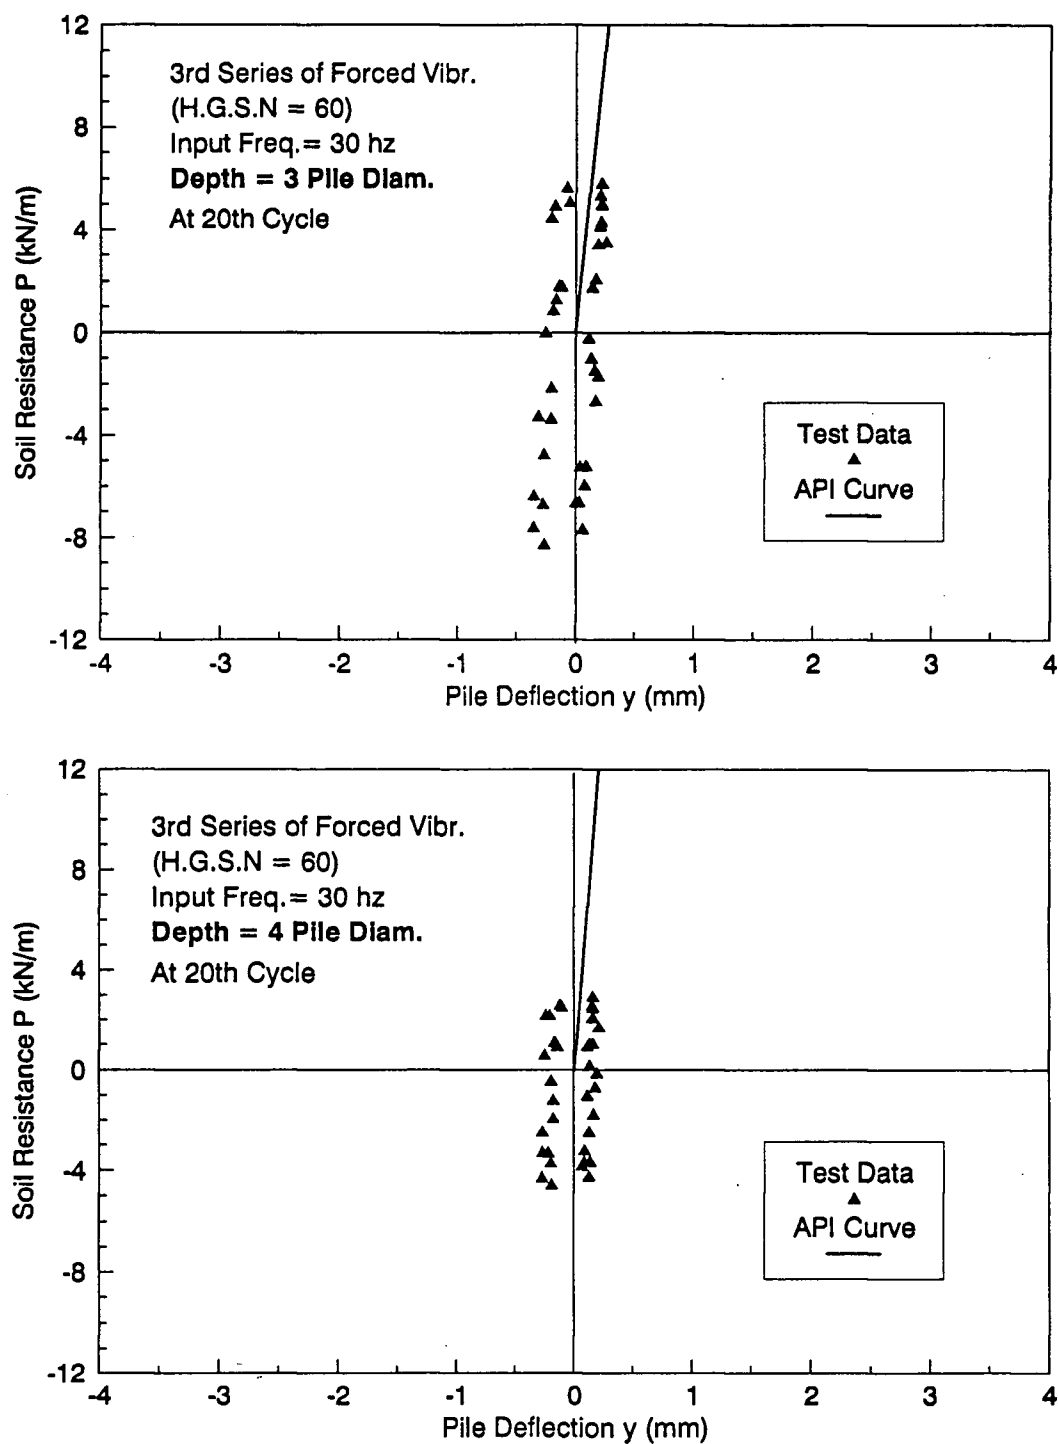 12
8
4
0
-4
-8
-12
Soil Resistance P (kN/m)
3rd Series of Forced Vibr.
(H.G.S.N = 60)
Input Freq.= 30 hz
Depth = 3 Pile Diam.
At 20th Cycle
Test Data
API Curve
-4 -3 -2 -1 0 1 2 3 4
Pile Deflection y (mm)
12
8
4
0
-4
-8
-12
Soil Resistance P (kN/m)
3rd Series of Forced Vibr.
(H.G.S.N = 60)
Input Freq.= 30 hz
Depth = 4 Pile Diam.
At 20th Cycle
Test Data
API Curve
-4 -3 -2 -1 0 1 2 3 4
Pile Deflection y (mm)